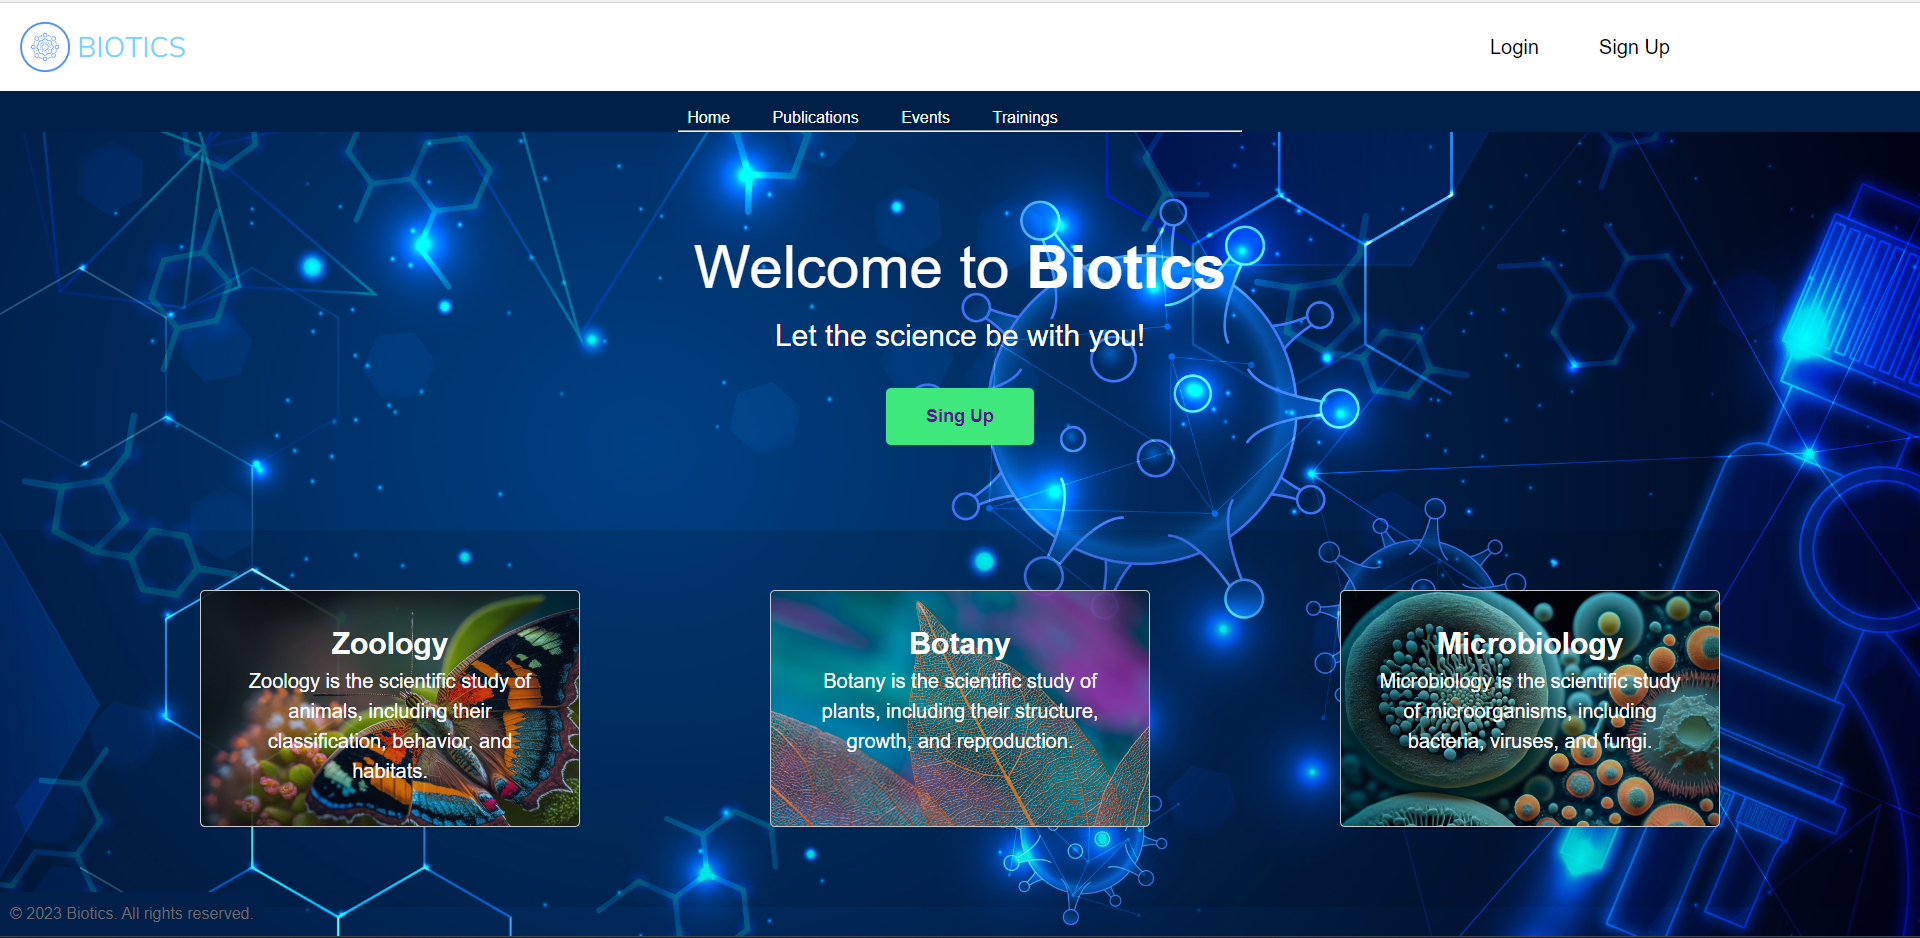 BIOTICS
Login Sign Up
Home Publications Events Trainings
Welcome to Biotics
Let the science be with you!
Sing Up
Zoology
Zoology is the scientific study of
animals, including their
classification, behavior, and
habitats.
Botany
Botany is the scientific study of
plants, including their structure,
growth, and reproduction.
Microbiology
Microbiology is the scientific study
of microorganisms, including
bacteria, viruses, and fungi.
© 2023 Biotics. All rights reserved.